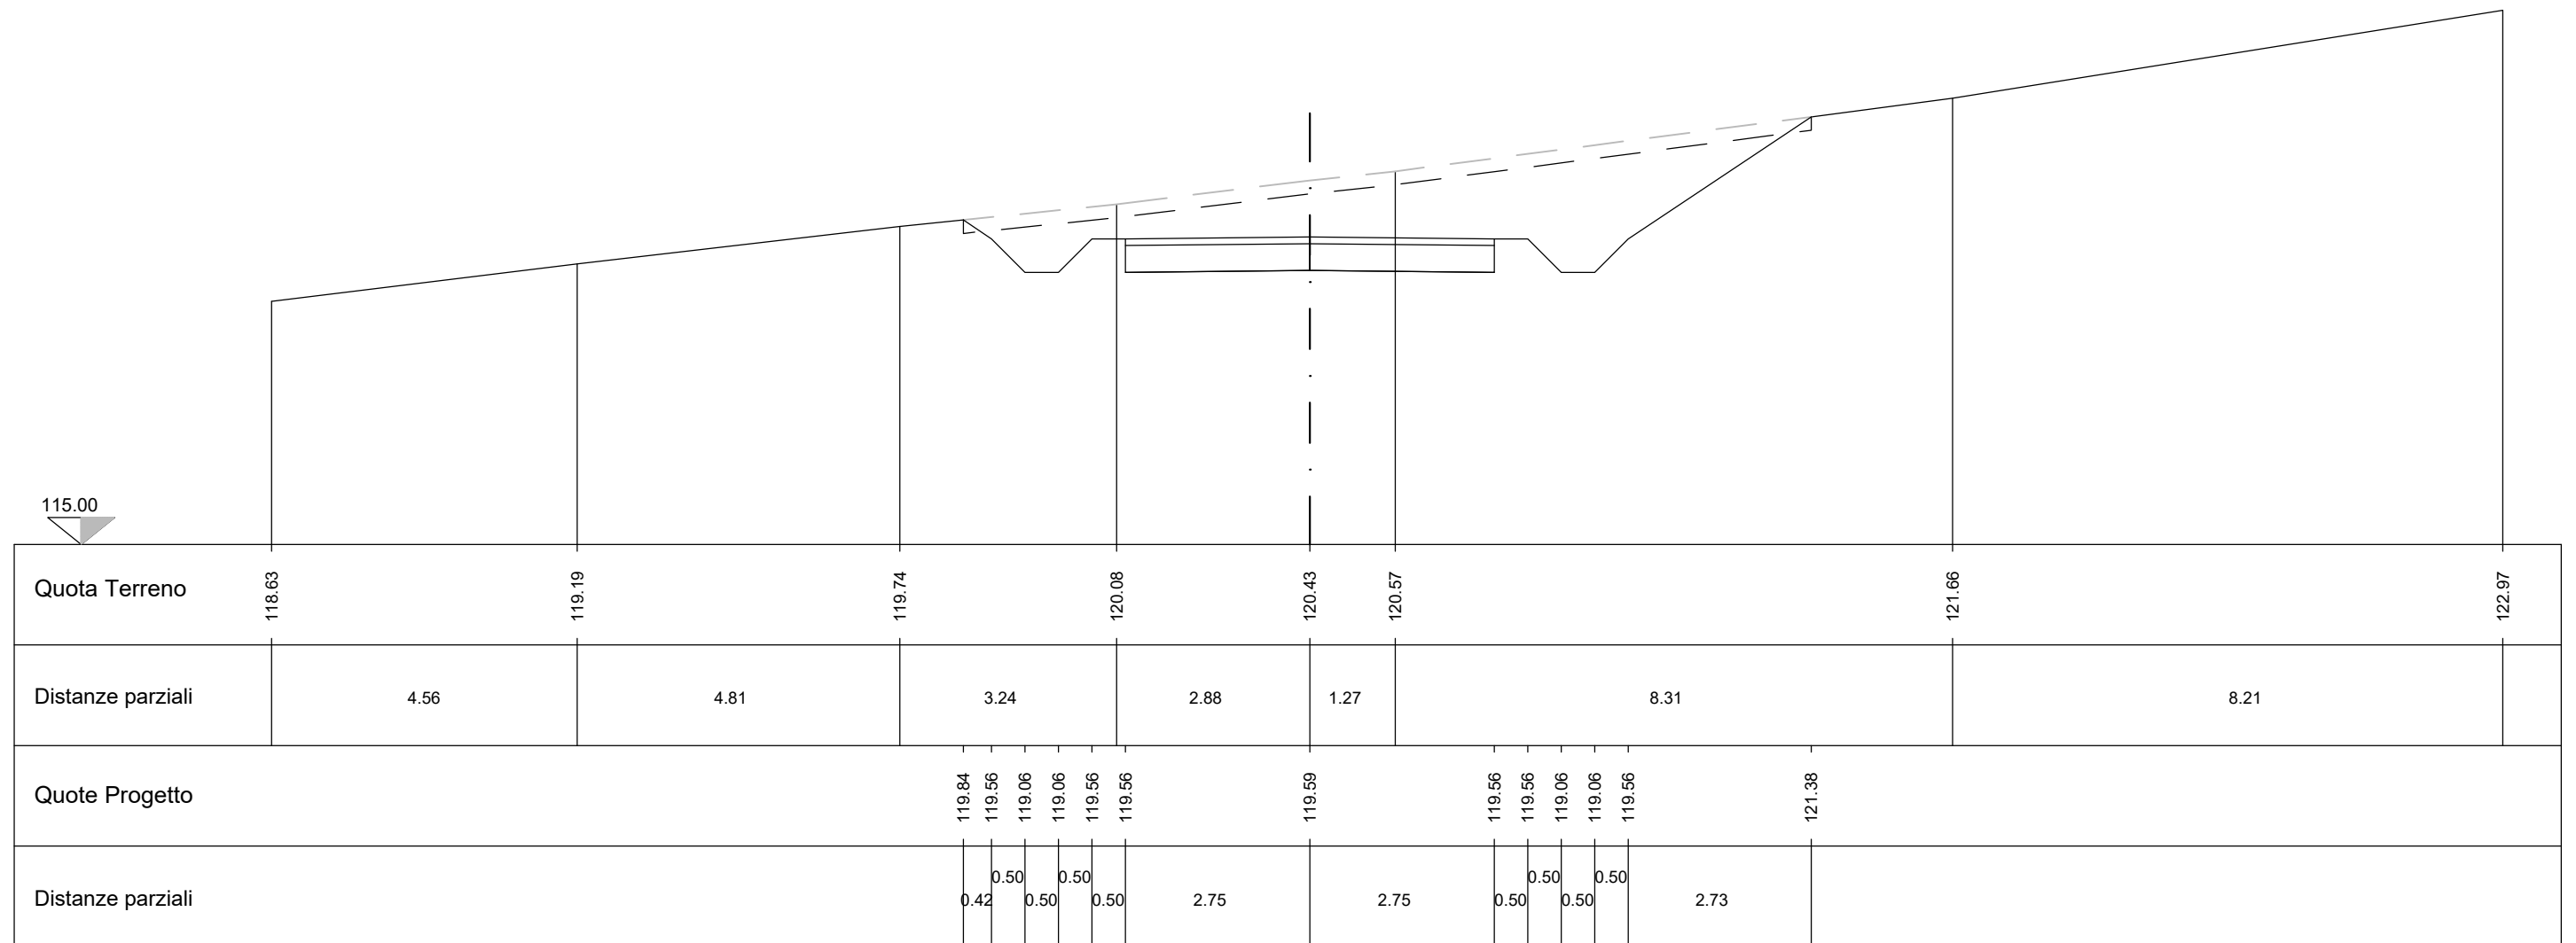 115.00
Quota Terreno 118.63 119.19 119.74 120.08 120.43 120.57 121.66 122.97
Distanze parziali 4.56 4.81 3.24 2.88 1.27 8.31 8.21
Quote Progetto 119.84 119.56 119.06 119.06 119.56 119.56 119.59 119.56 119.56 119.06 119.06 119.56 121.38
Distanze parziali 0.42 0.50 0.50 0.50 0.50 2.75 2.75 0.50 0.50 0.50 0.50 2.73